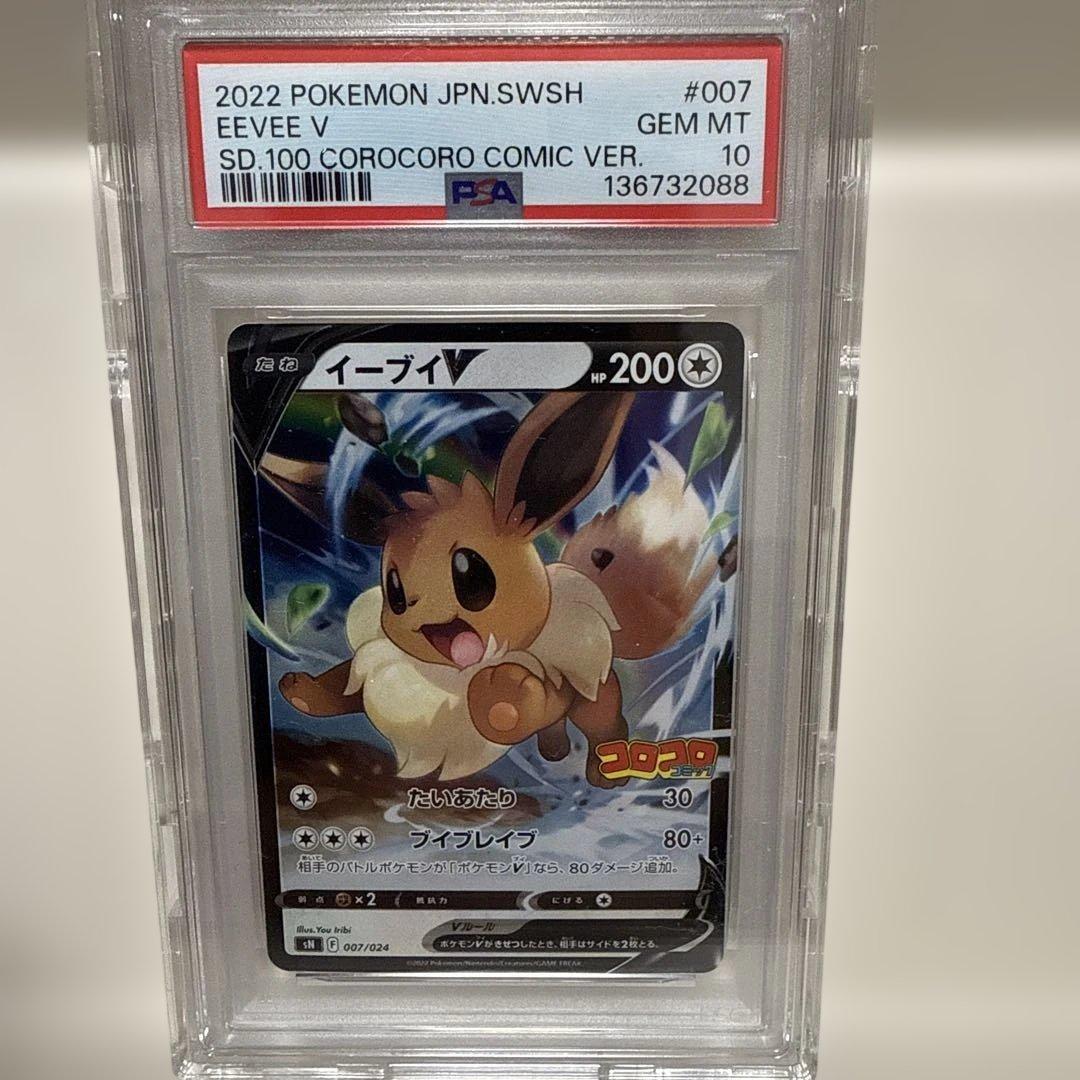 2022 POKEMON JPN.SWSH #007
EEVEE V GEM MT
SD.100 COROCORO COMIC VER. 10
PSA 136732088
たね イーブイV HP 200
コロコロ
コミック
たいあたり 30
ブイブレイブ 80+
相手のバトルポケモンが「ポケモンV」なら、80ダメージ追加。
弱点 ×2 抵抗力 にげる
Illus. You Iribi
Vルール
sN F 007/024
ポケモンVがきぜつしたとき、相手はサイドを2枚とる。
©2022 Pokémon/Nintendo/Creatures/GAME FREAK.